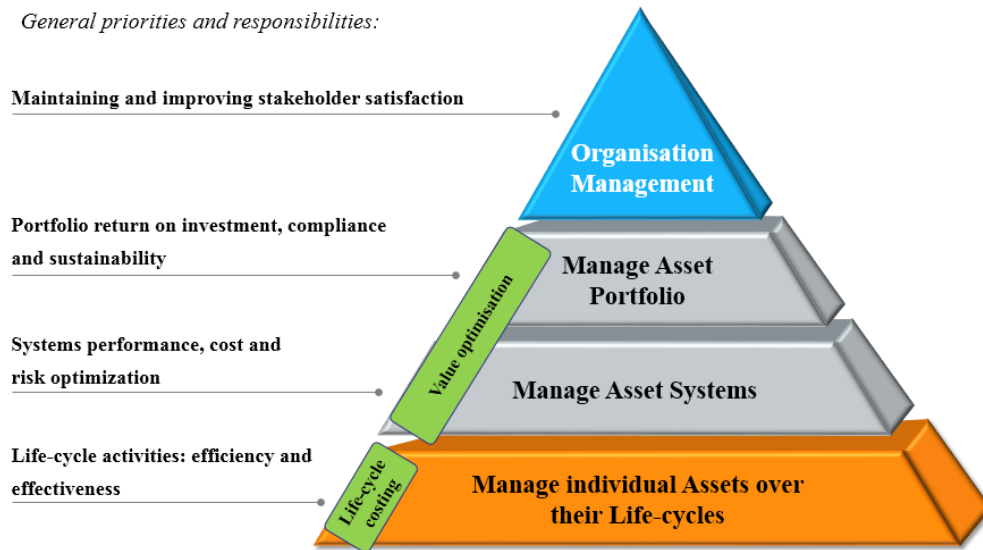 General priorities and responsibilities:
Maintaining and improving stakeholder satisfaction
Organisation
Management
Portfolio return on investment, compliance
and sustainability
Manage Asset
Portfolio
Value optimisation
Systems performance, cost and
risk optimization
Manage Asset Systems
Life-cycle activities: efficiency and
effectiveness
Life-cycle
costing
Manage individual Assets over
their Life-cycles